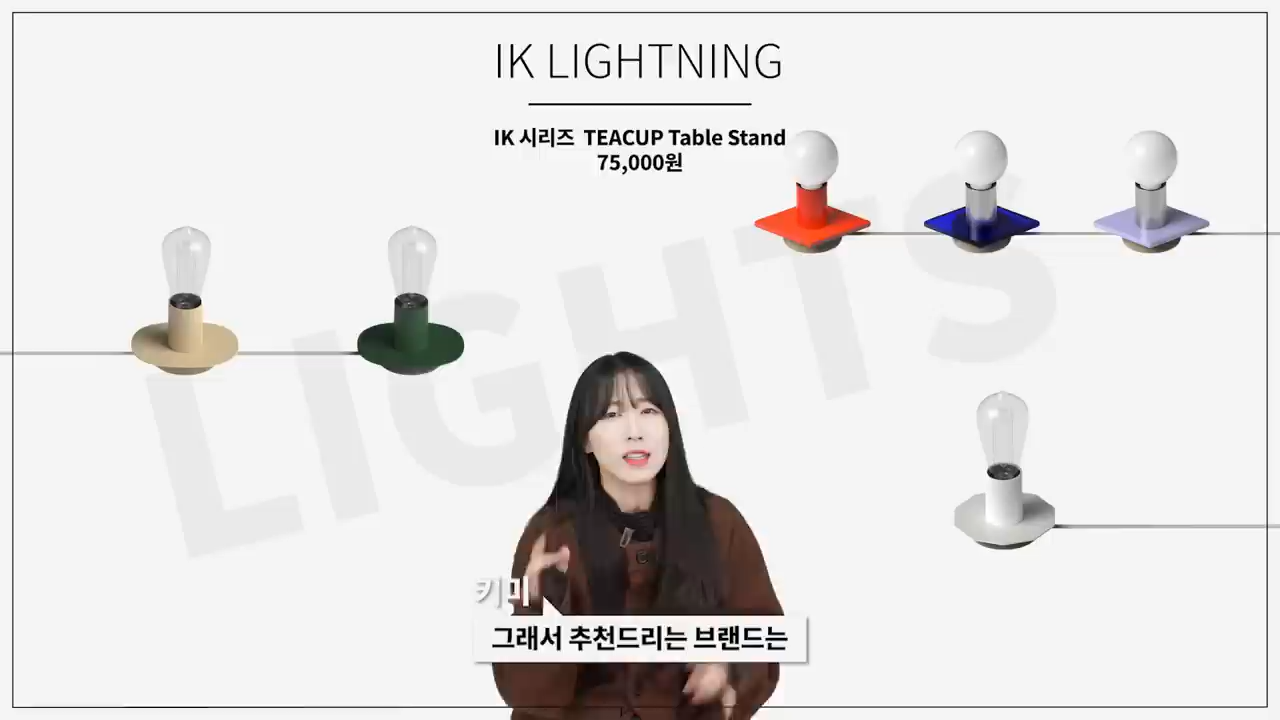 IK LIGHTNING
IK 시리즈 TEACUP Table Stand
75,000원
LIGHTS
키미
그래서 추천드리는 브랜드는